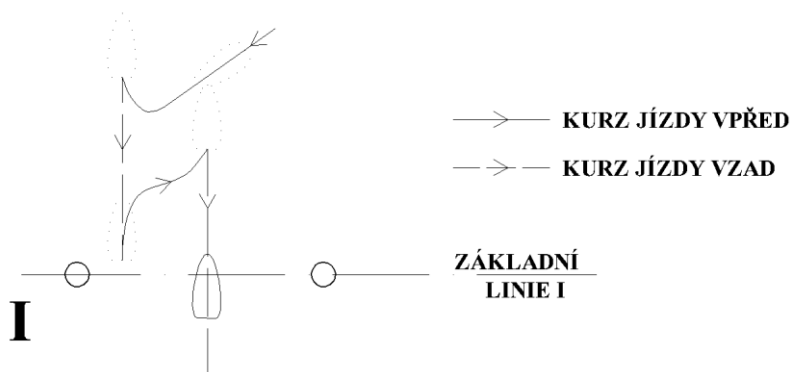 KURZ JÍZDY VPŘED
KURZ JÍZDY VZAD
ZÁKLADNÍ
LINIE I
I